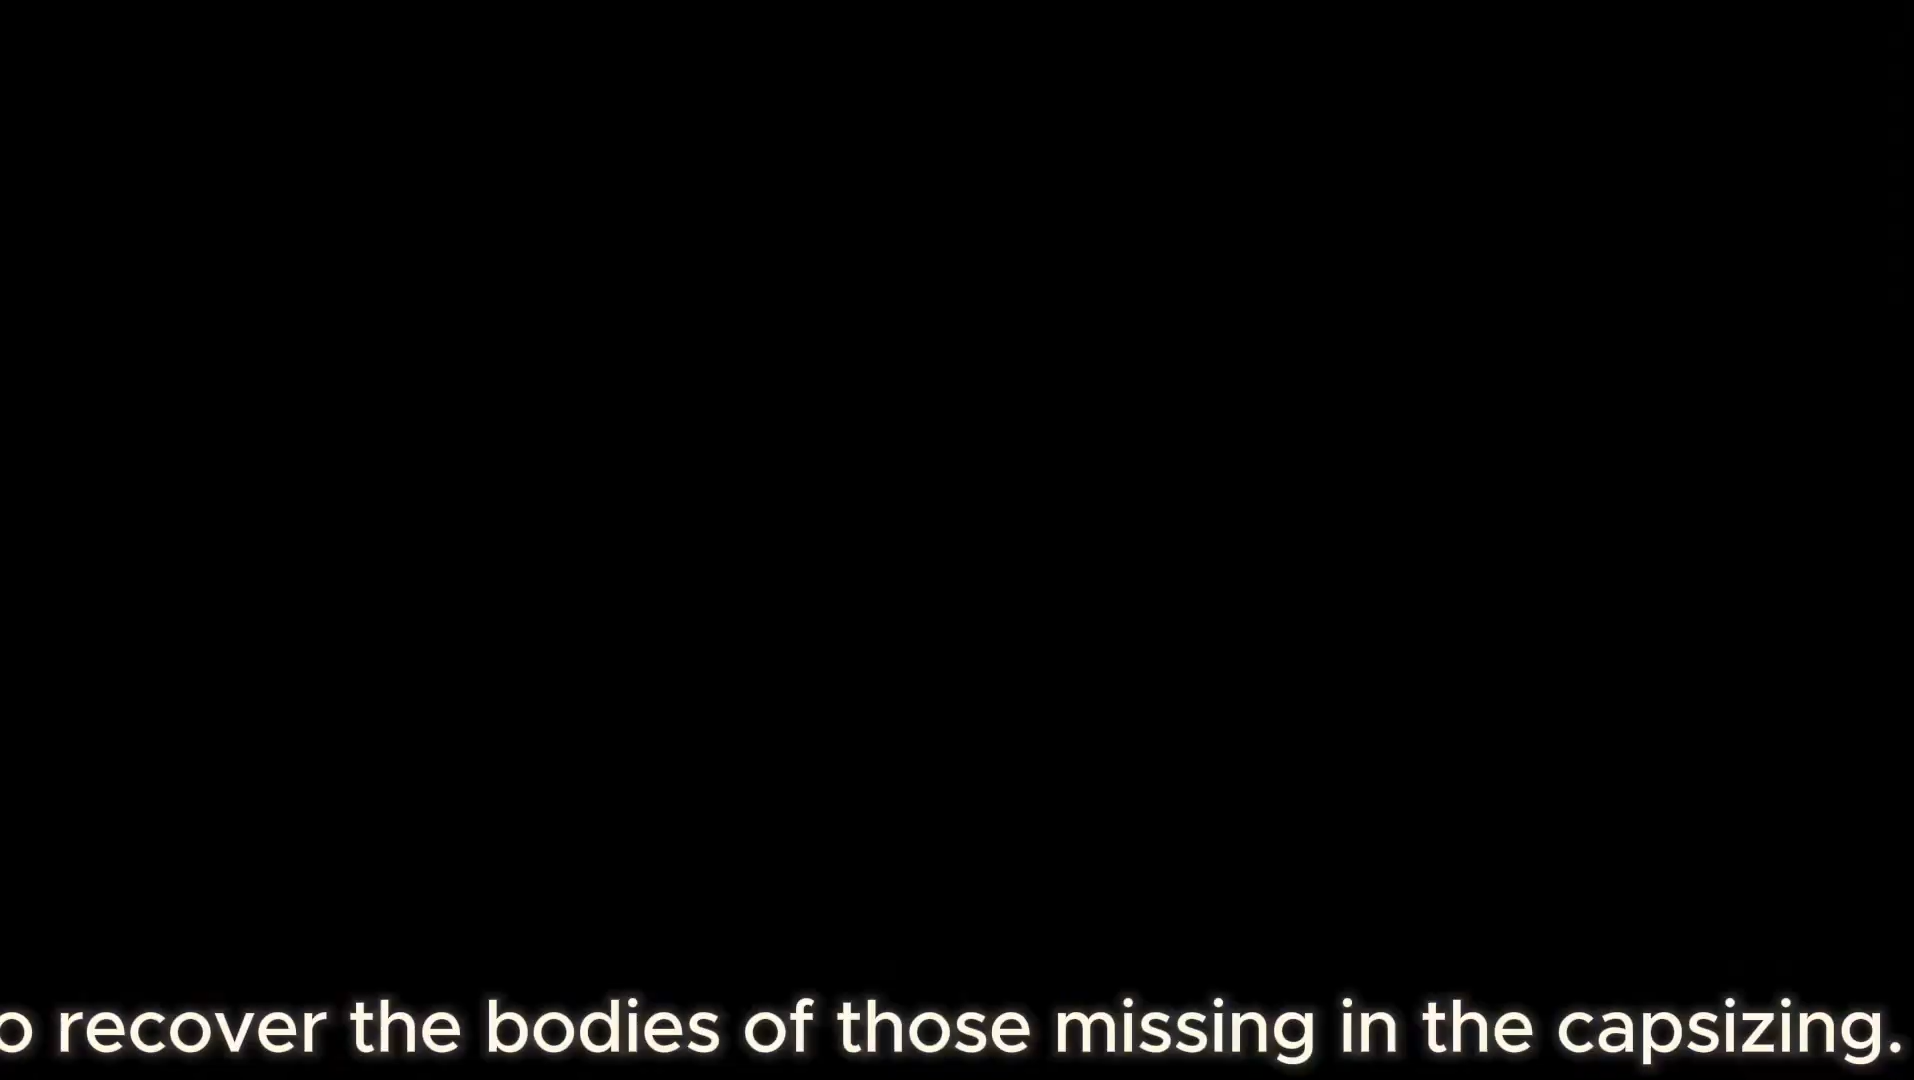 o recover the bodies of those missing in the capsizing.